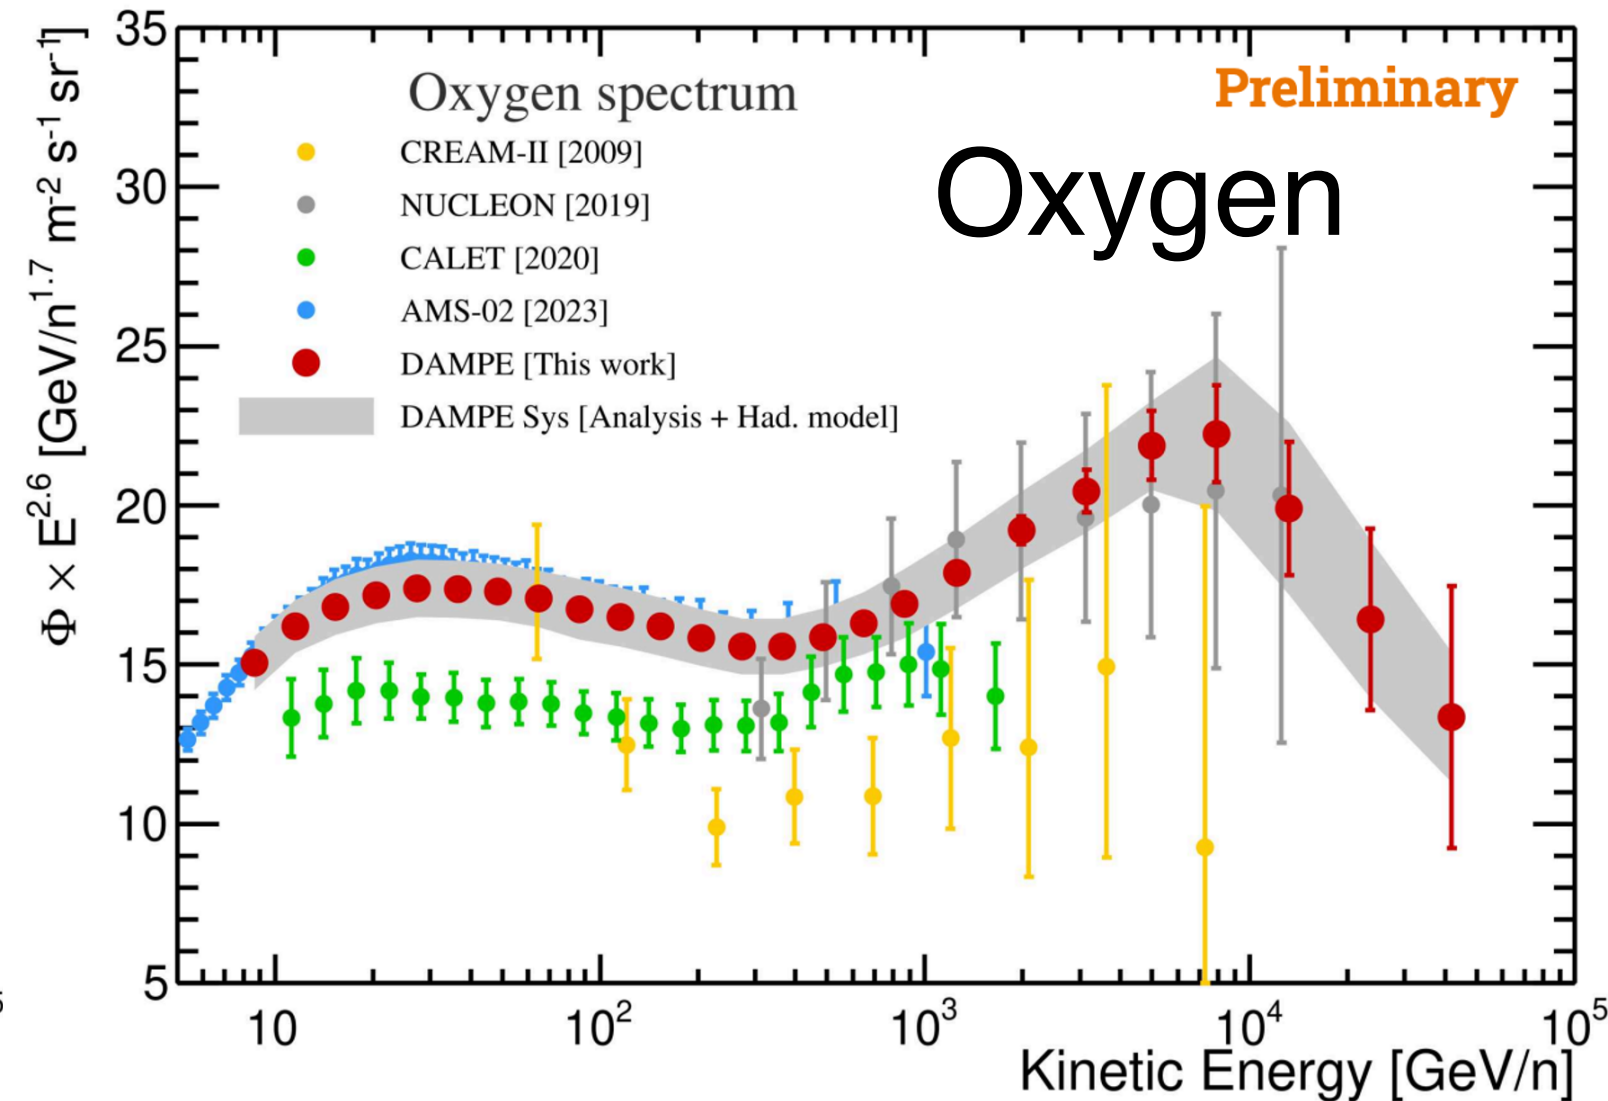 35
30
25
20
15
10
5
Φ × E^2.6 [GeV/n^1.7 m^-2 s^-1 sr^-1]
Preliminary
Oxygen spectrum
CREAM-II [2009]
NUCLEON [2019]
CALET [2020]
AMS-02 [2023]
DAMPE [This work]
DAMPE Sys [Analysis + Had. model]
Oxygen
10 10^2 10^3 10^4 10^5
Kinetic Energy [GeV/n]